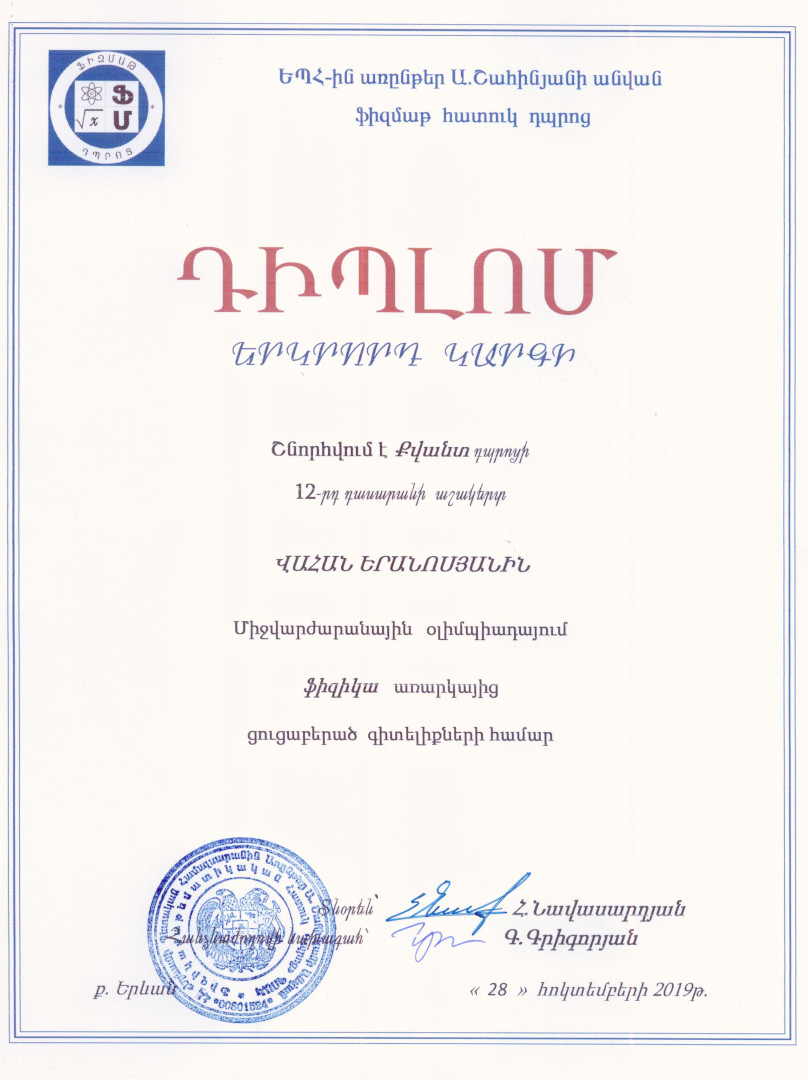 ՖԻԶՄԱԹ
Ֆ
√x Մ
ԴՊՐՈՑ
ԵՊՀ-ին առընթեր Ա.Շահինյանի անվան
ֆիզմաթ հատուկ դպրոց
ԴԻՊԼՈՄ
ԵՐԿՐՈՐԴ ԿԱՐԳԻ
Շնորհվում է Քվանտ դպրոցի
12-րդ դասարանի աշակերտ
ՎԱՀԱՆ ԵՐԱՆՈՍՅԱՆԻՆ
Միջվարժարանային օլիմպիադայում
ֆիզիկա առարկայից
ցուցաբերած գիտելիքների համար
Տնօրեն՝ Հ.Նավասարդյան
Հանձնաժողովի նախագահ՝ Գ.Գրիգորյան
*00801524*
ք. Երևան « 28 » հոկտեմբերի 2019թ.